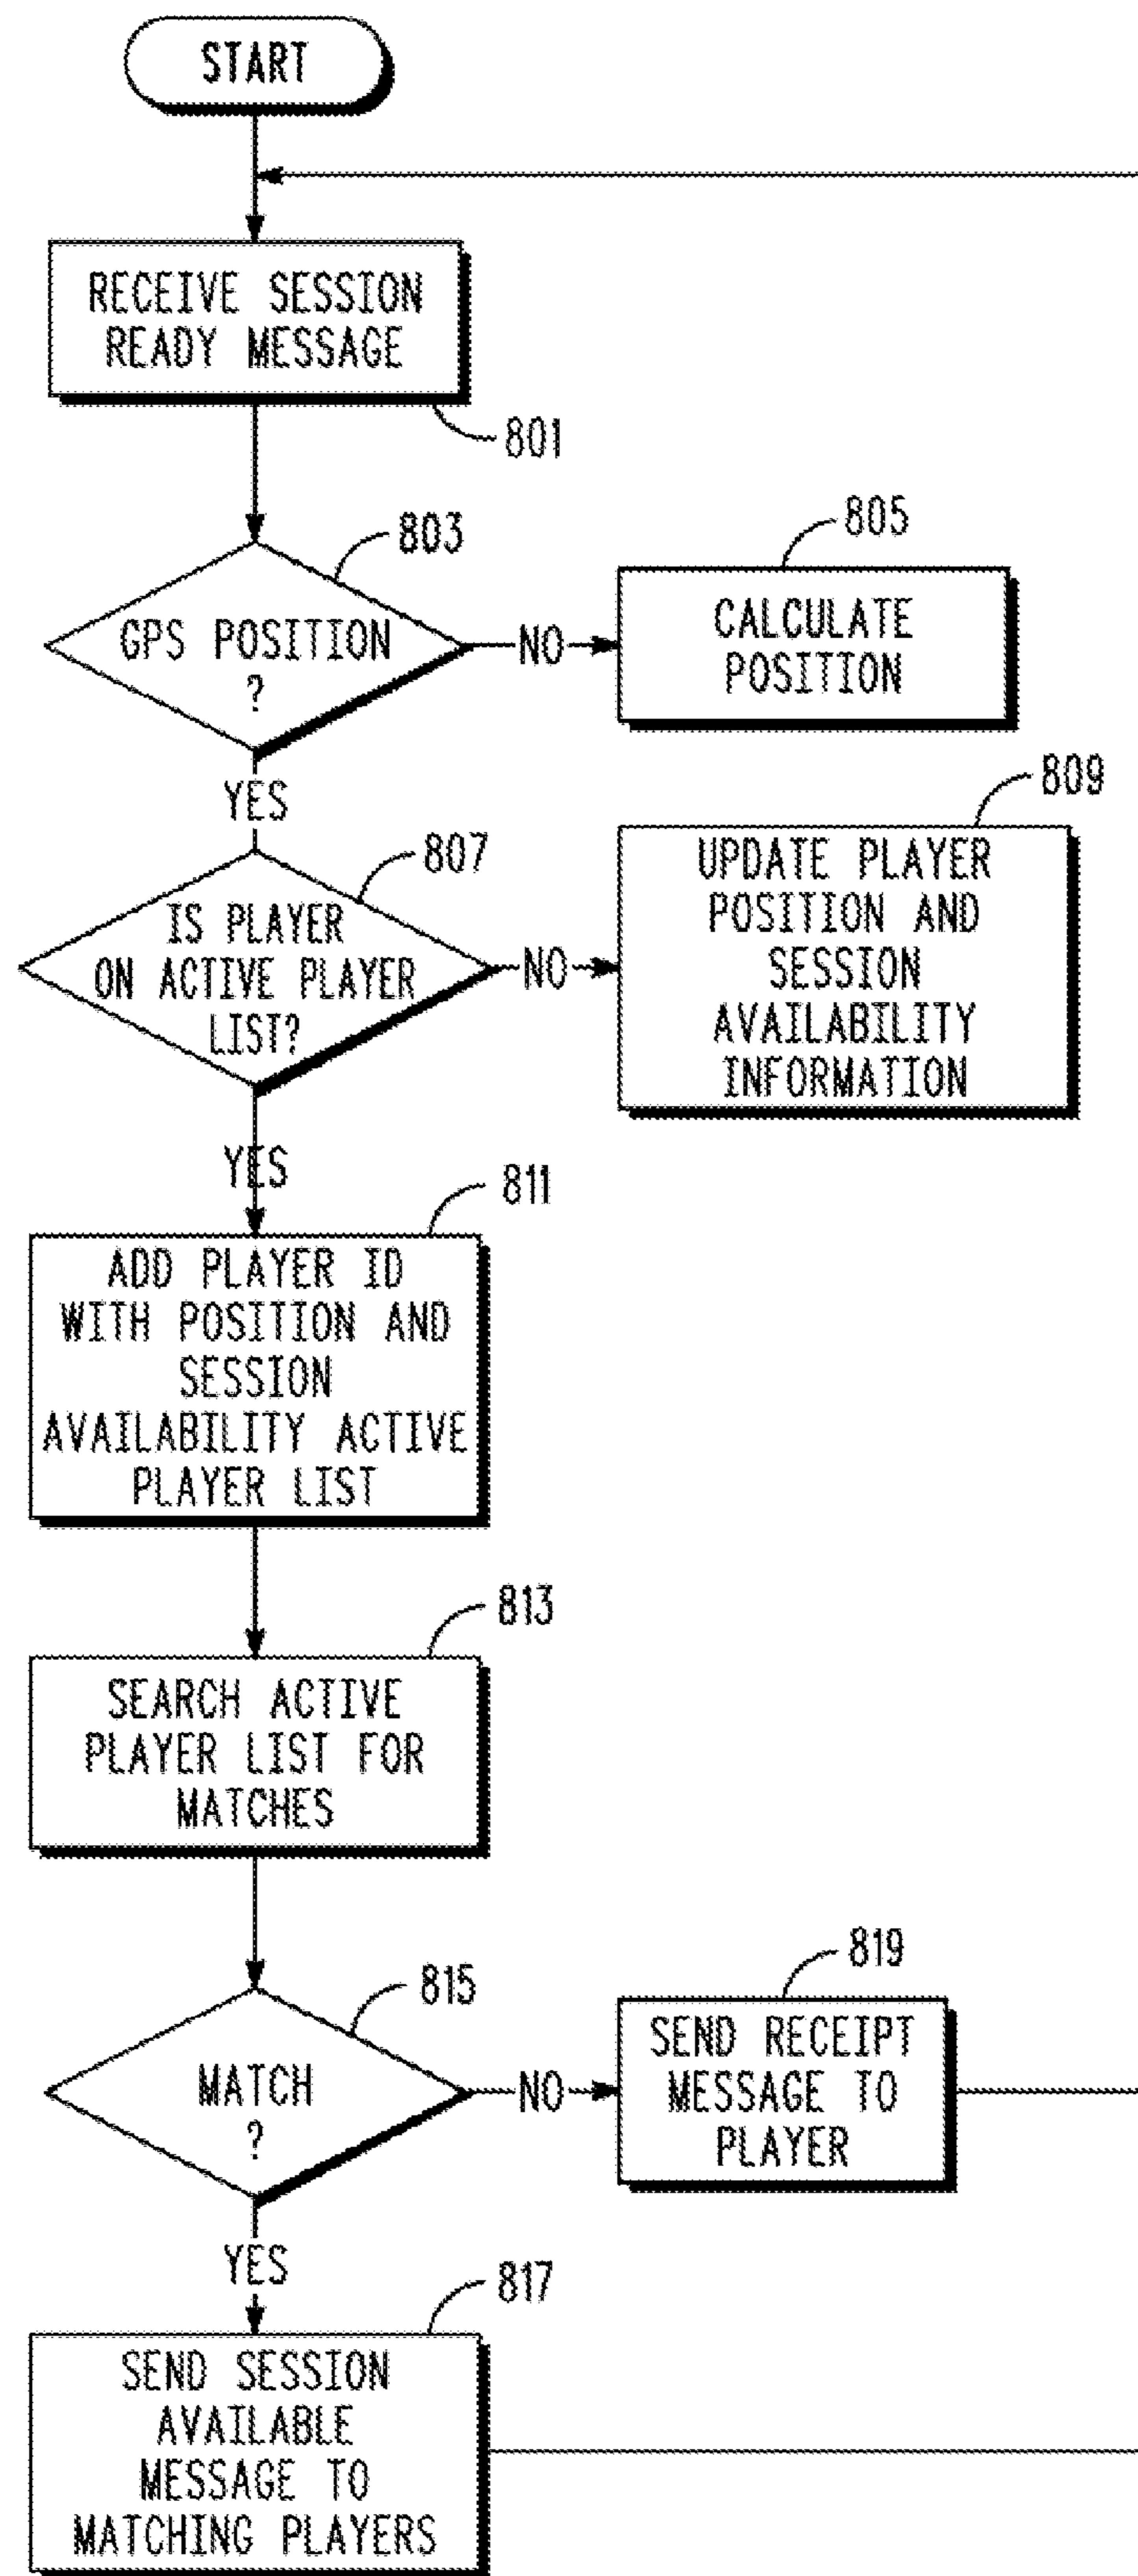 START
RECEIVE SESSION
READY MESSAGE
801
803
GPS POSITION
?
NO
805
CALCULATE
POSITION
YES
807
IS PLAYER
ON ACTIVE PLAYER
LIST?
NO
809
UPDATE PLAYER
POSITION AND
SESSION
AVAILABILITY
INFORMATION
YES
811
ADD PLAYER ID
WITH POSITION AND
SESSION
AVAILABILITY ACTIVE
PLAYER LIST
813
SEARCH ACTIVE
PLAYER LIST FOR
MATCHES
815
MATCH
?
NO
819
SEND RECEIPT
MESSAGE TO
PLAYER
YES
817
SEND SESSION
AVAILABLE
MESSAGE TO
MATCHING PLAYERS